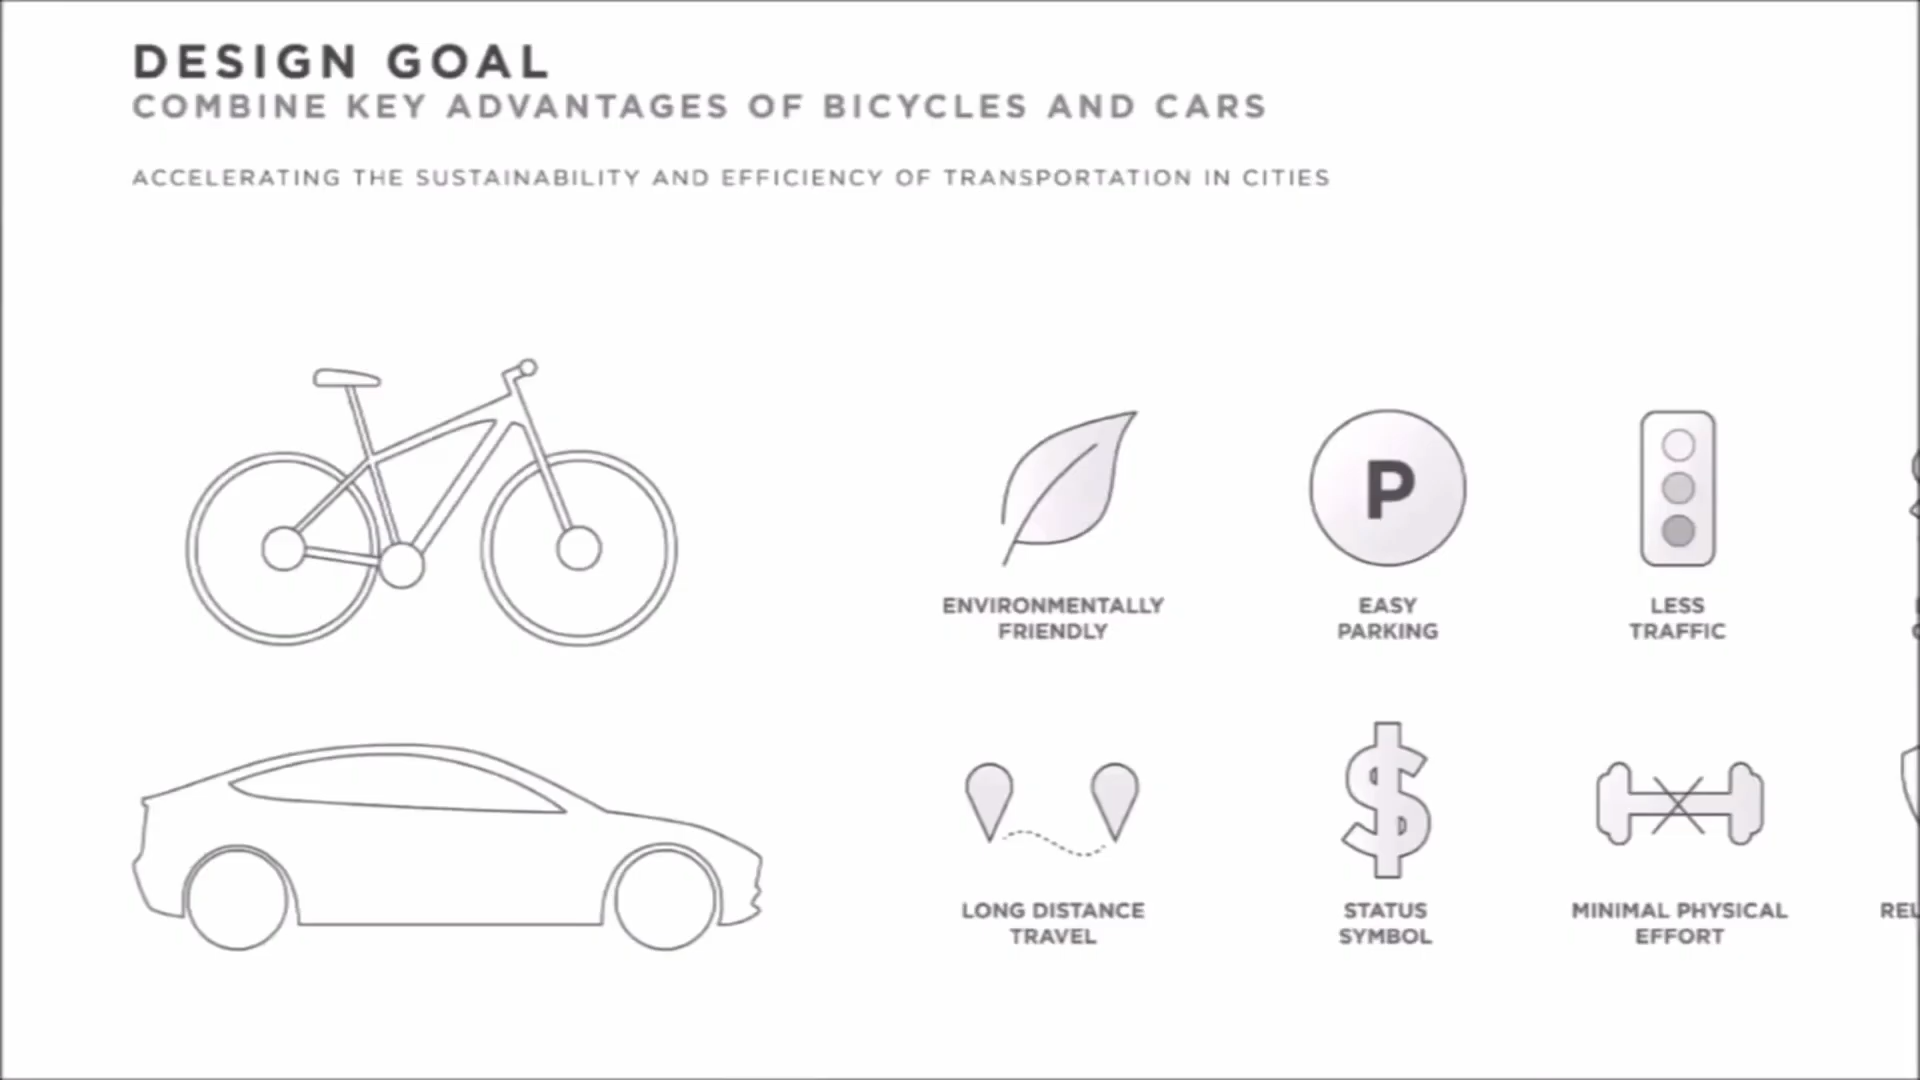 DESIGN GOAL
COMBINE KEY ADVANTAGES OF BICYCLES AND CARS
ACCELERATING THE SUSTAINABILITY AND EFFICIENCY OF TRANSPORTATION IN CITIES
P
ENVIRONMENTALLY
FRIENDLY
EASY
PARKING
LESS
TRAFFIC
$
LONG DISTANCE
TRAVEL
STATUS
SYMBOL
MINIMAL PHYSICAL
EFFORT